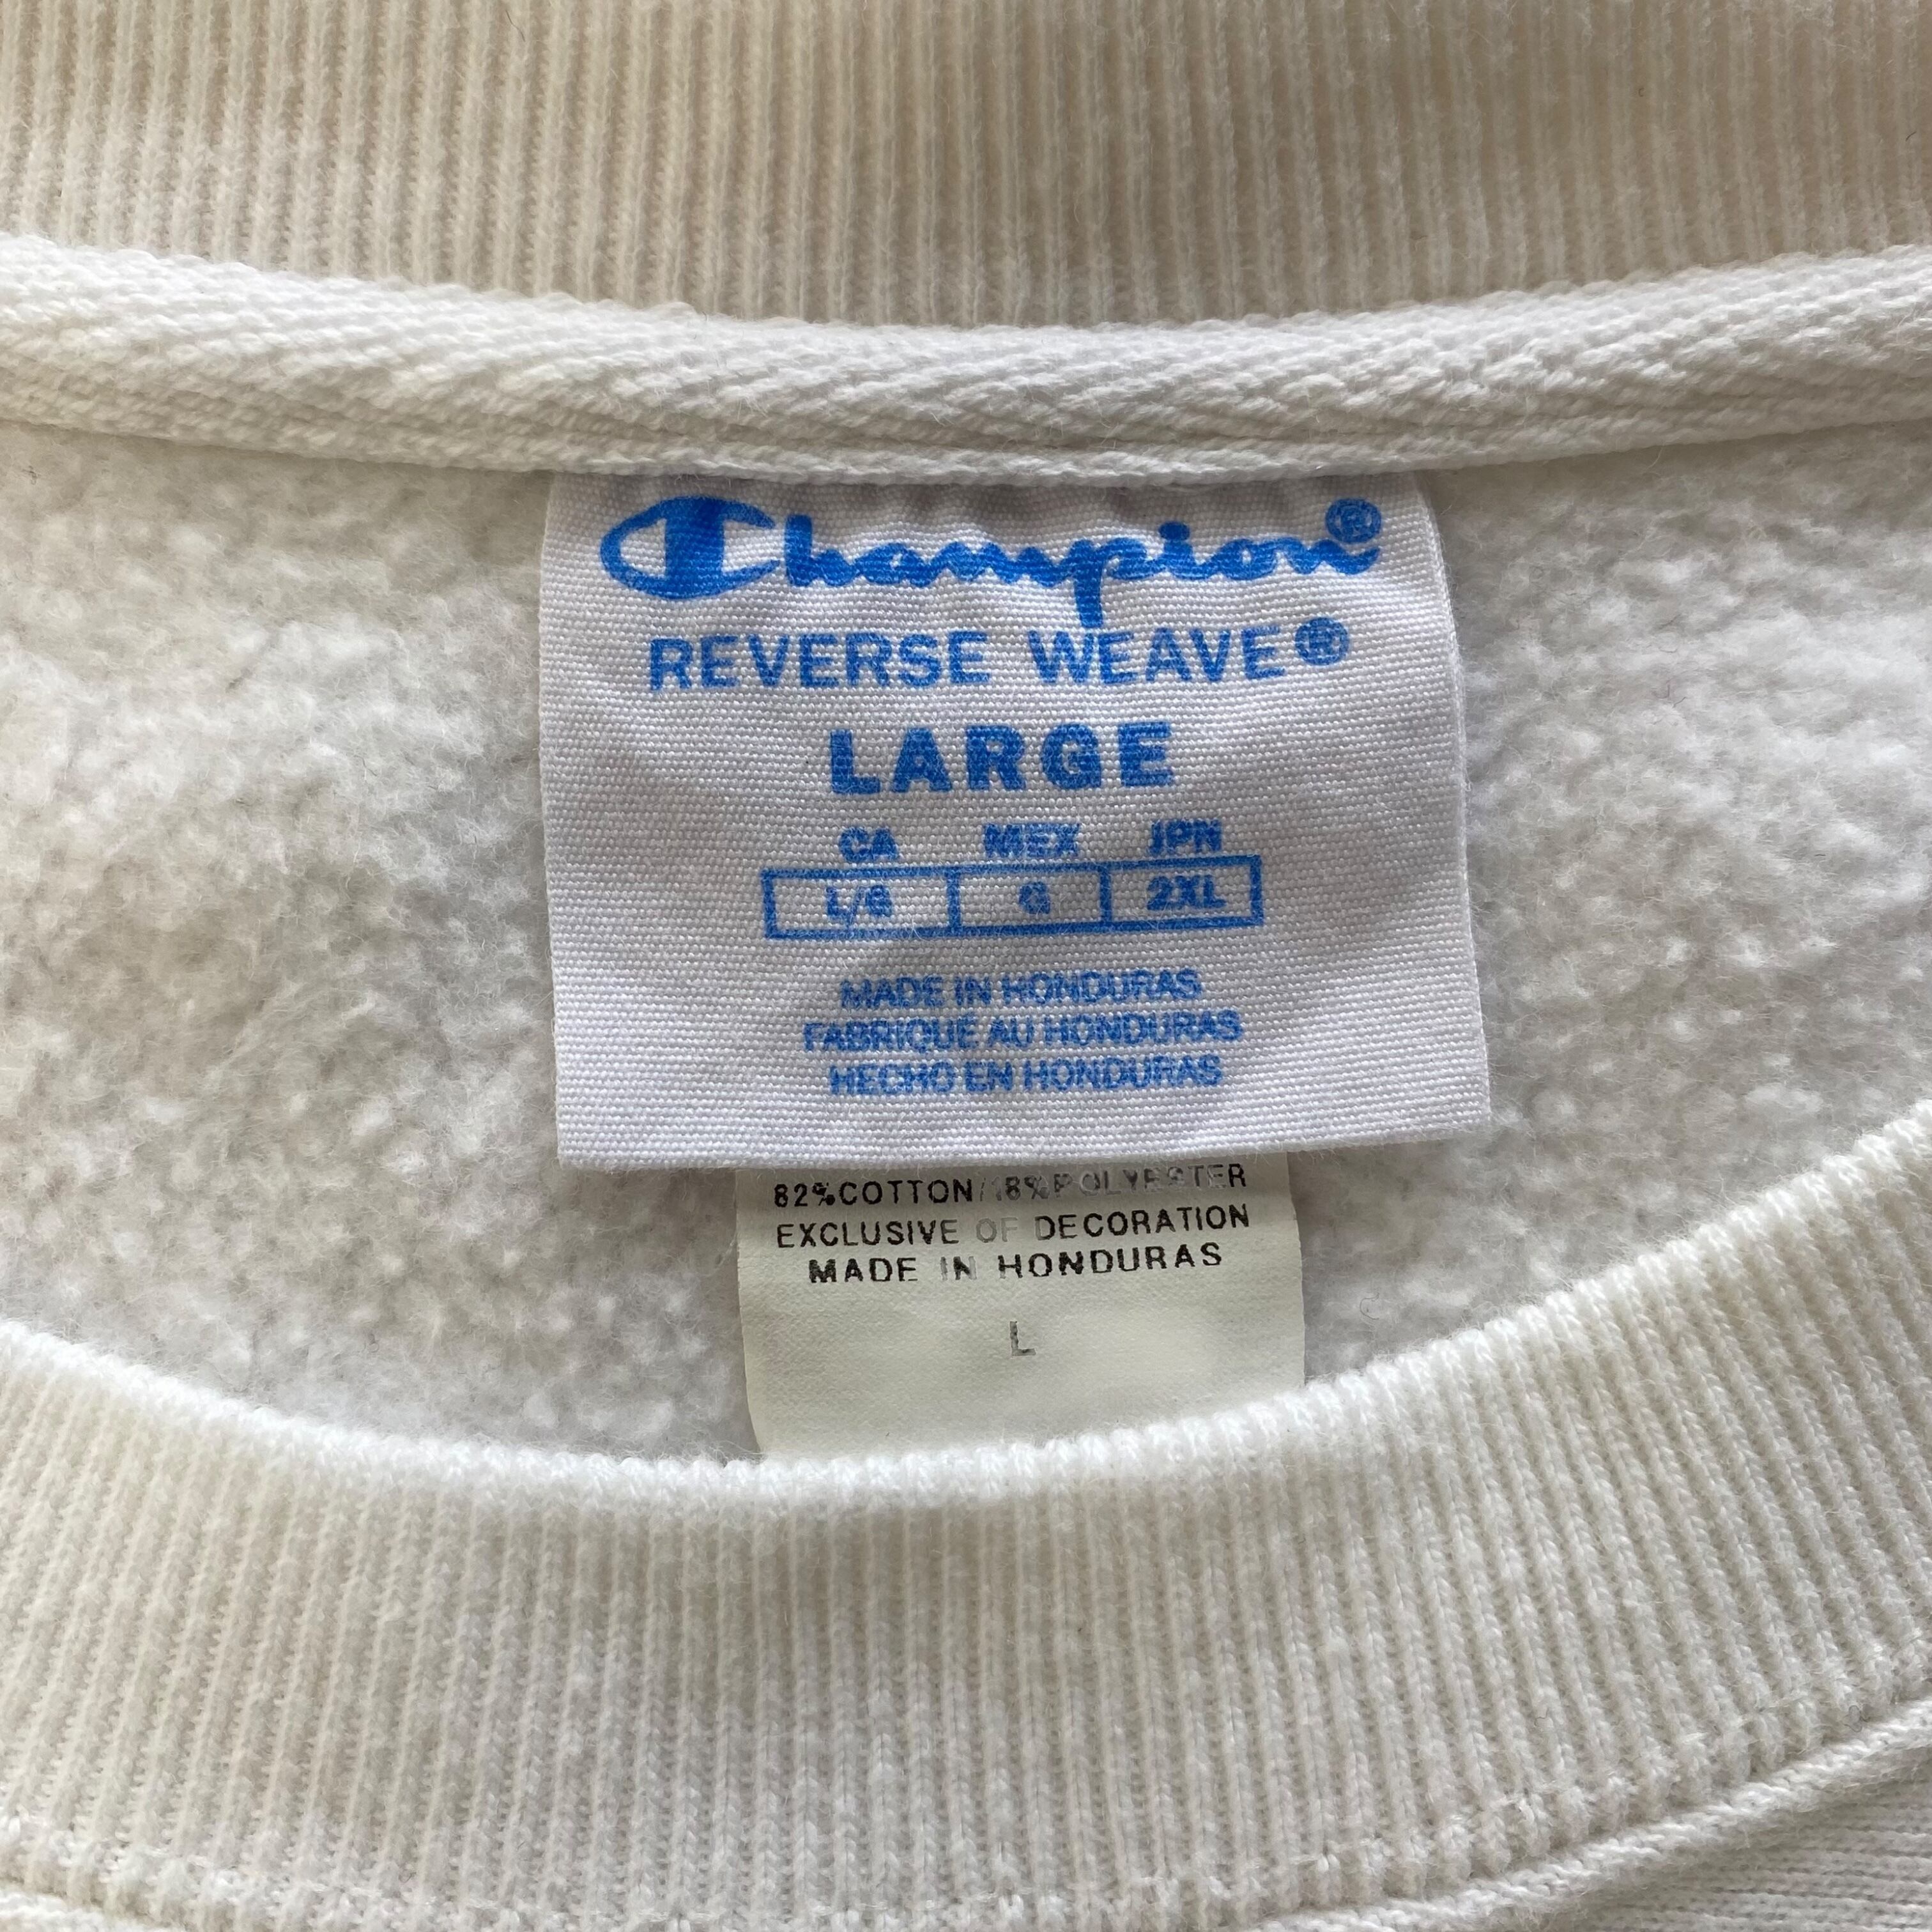 Champion®
REVERSE WEAVE®
LARGE
CA MEX JPN
L/G G 2XL
MADE IN HONDURAS
FABRIQUÉ AU HONDURAS
HECHO EN HONDURAS
82%COTTON/18%POLYESTER
EXCLUSIVE OF DECORATION
MADE IN HONDURAS
L